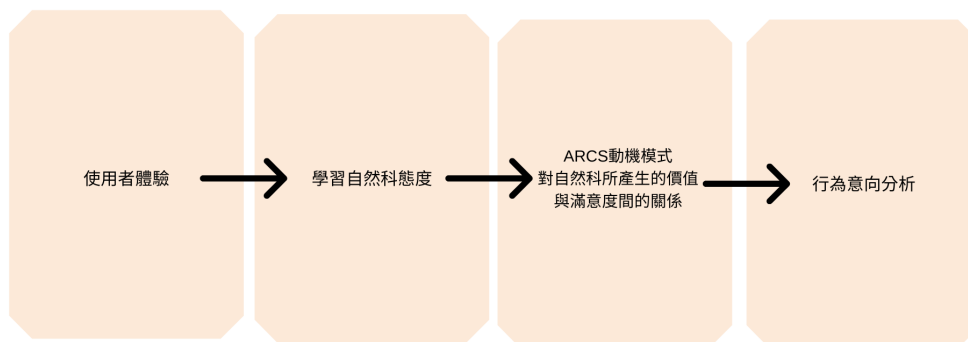 使用者體驗
學習自然科態度
ARCS動機模式
對自然科所產生的價值
與滿意度間的關係
行為意向分析